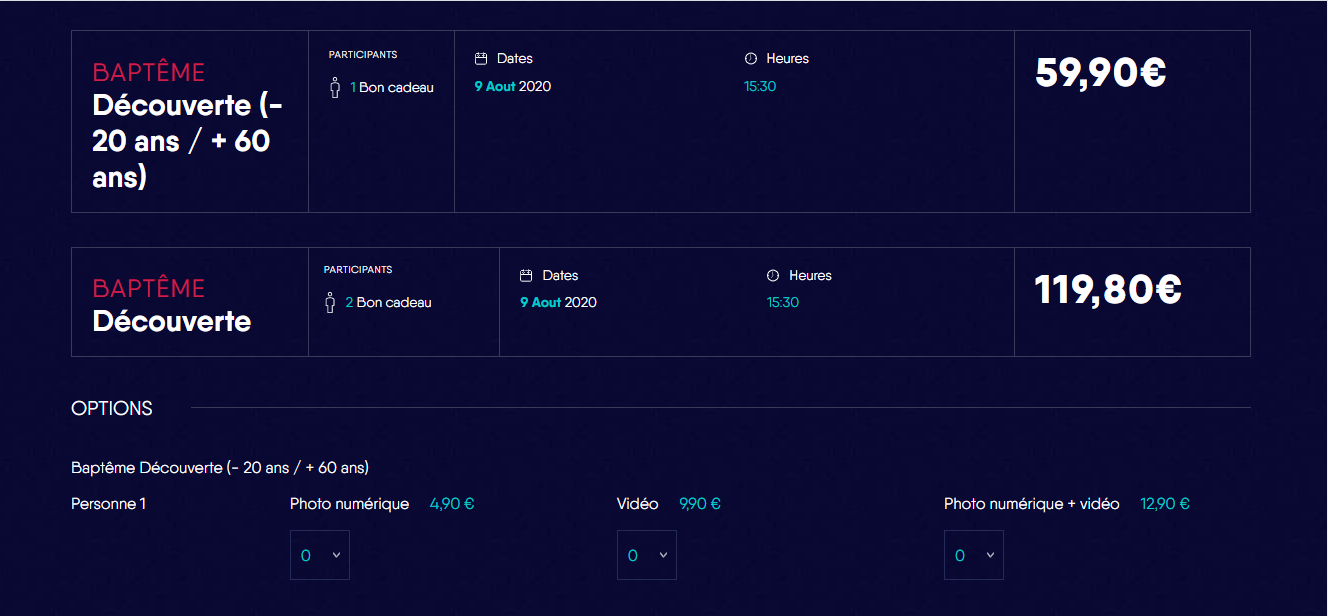 BAPTÊME
Découverte (-
20 ans / + 60
ans)
PARTICIPANTS
1 Bon cadeau
Dates
9 Aout 2020
Heures
15:30
59,90€
BAPTÊME
Découverte
PARTICIPANTS
2 Bon cadeau
Dates
9 Aout 2020
Heures
15:30
119,80€
OPTIONS
Baptême Découverte (- 20 ans / + 60 ans)
Personne 1
Photo numérique 4,90 €
0
Vidéo 9,90 €
0
Photo numérique + vidéo 12,90 €
0